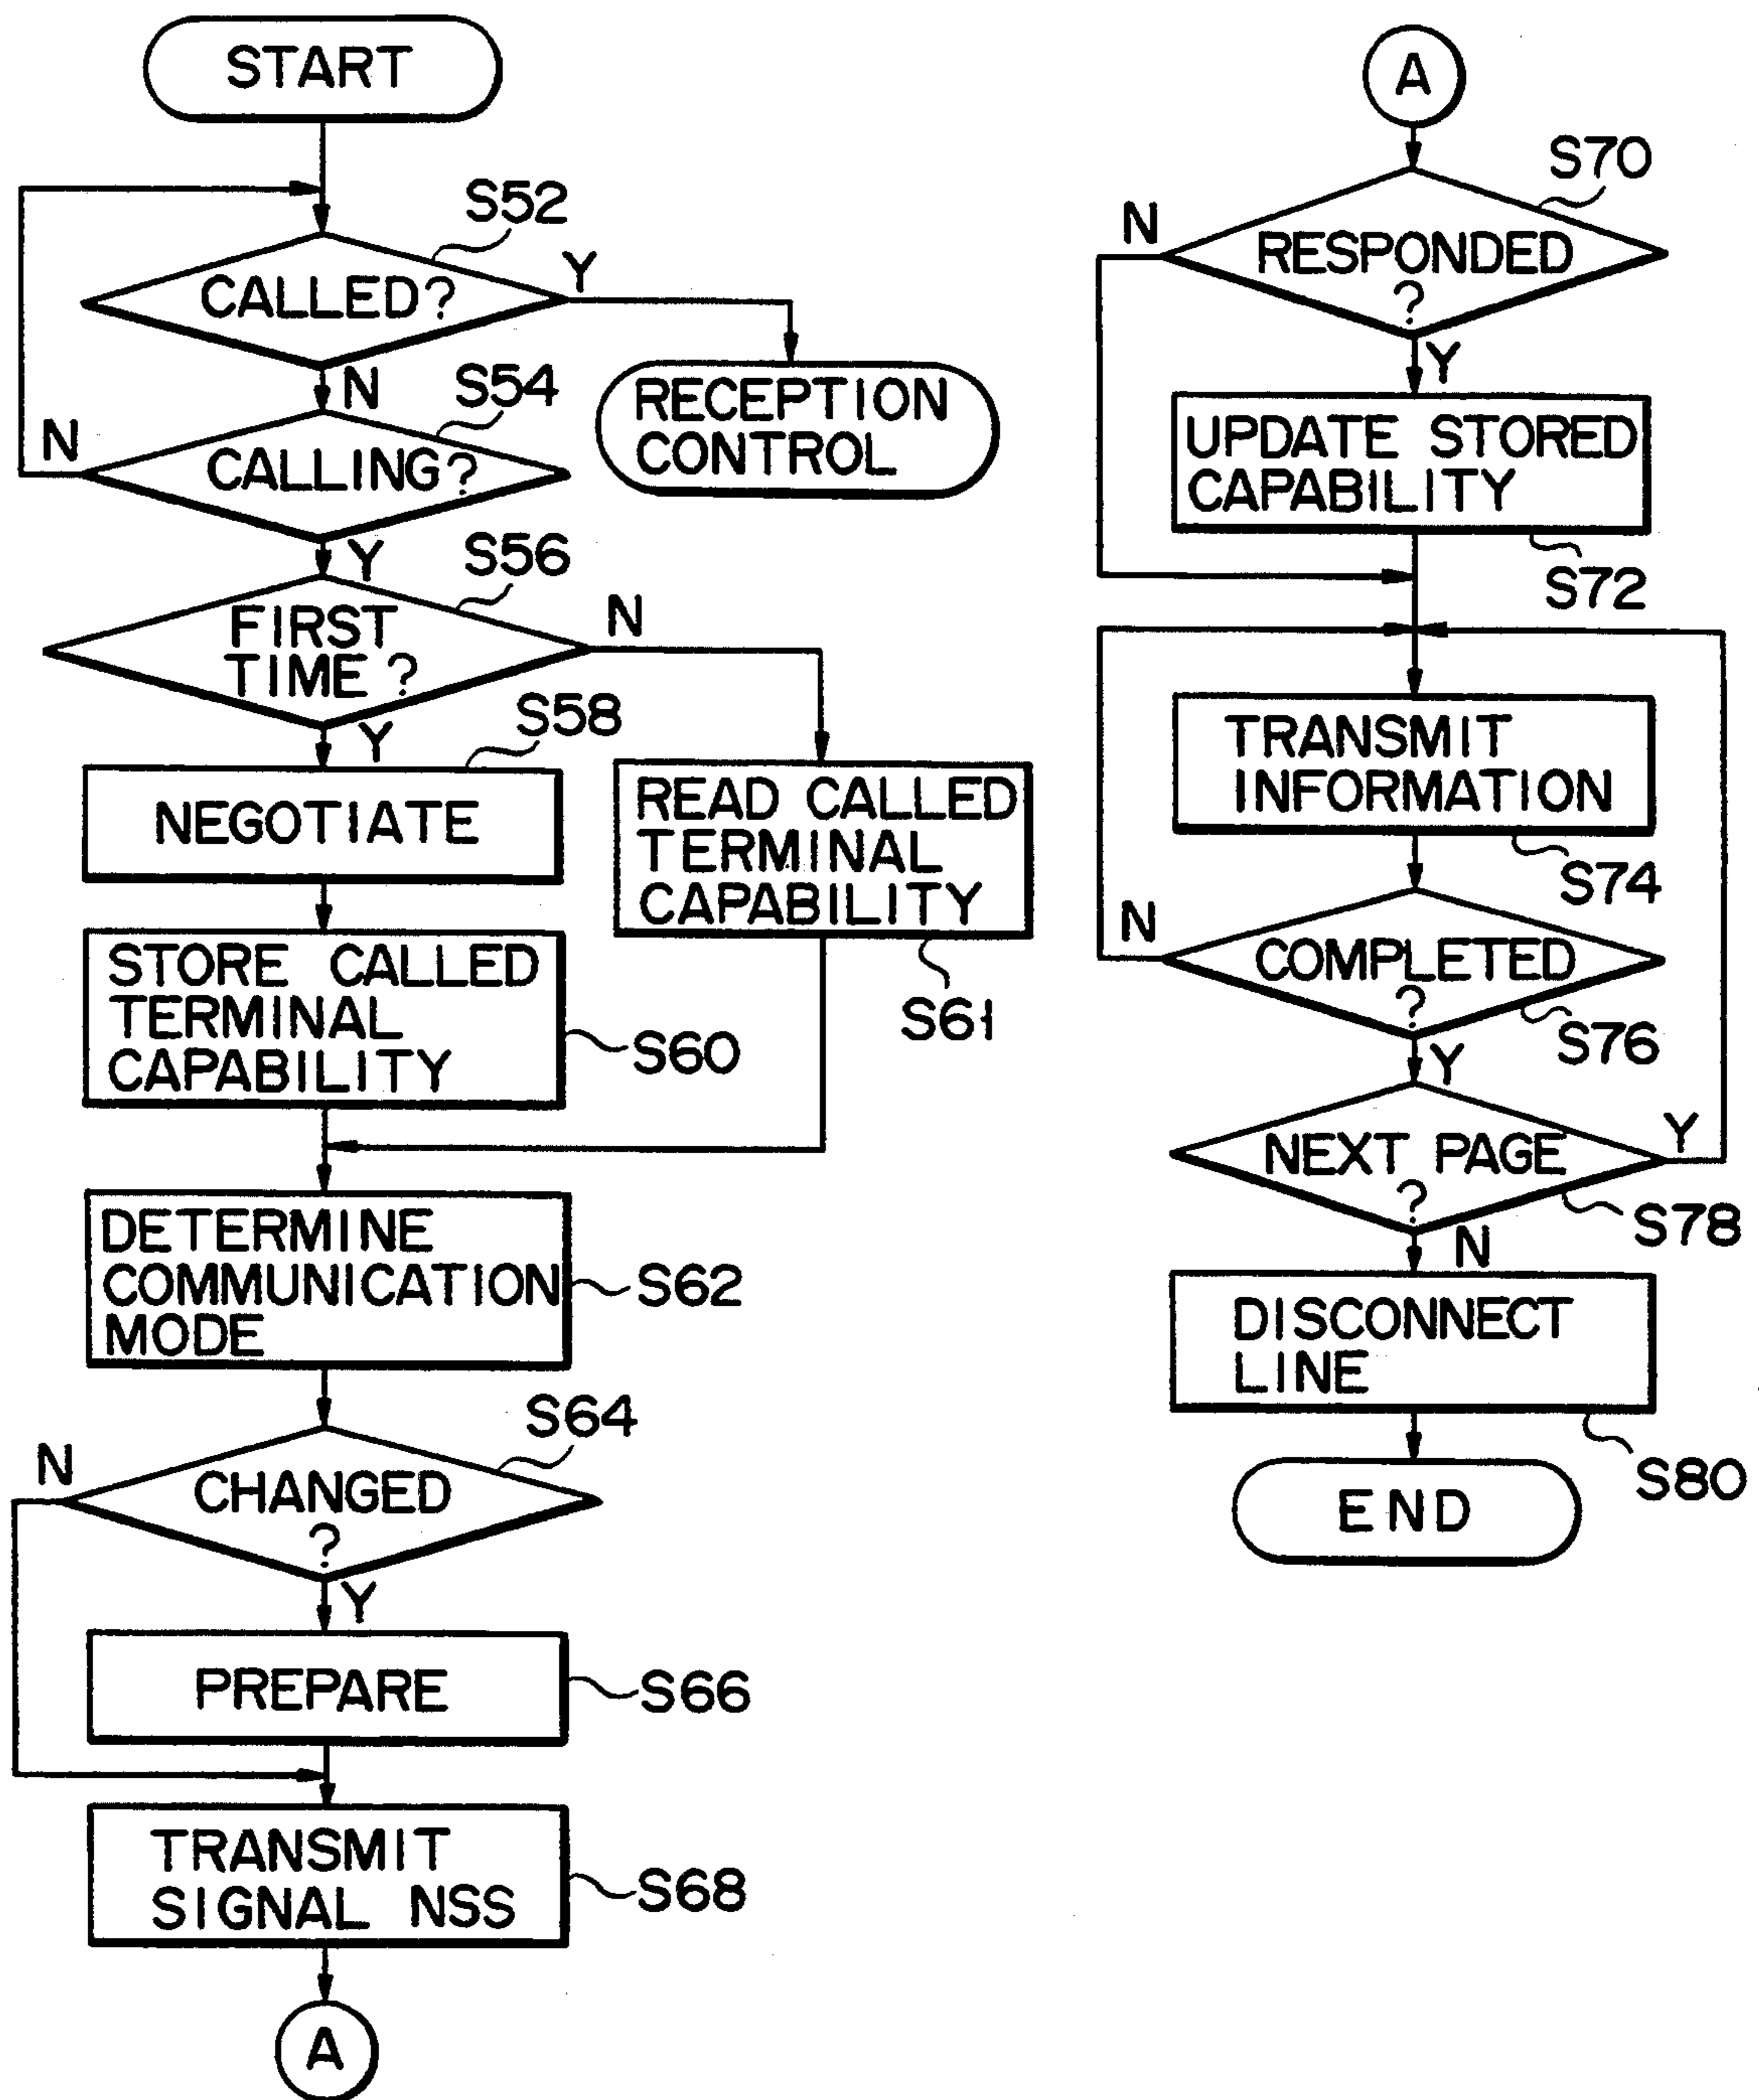 START
S52
CALLED?
Y
N
RECEPTION
CONTROL
S54
N
CALLING?
Y
S56
FIRST
TIME?
N
Y
S58
NEGOTIATE
READ CALLED
TERMINAL
CAPABILITY
S61
STORE CALLED
TERMINAL
CAPABILITY
S60
DETERMINE
COMMUNICATION
MODE
S62
S64
N
CHANGED
?
Y
PREPARE
S66
TRANSMIT
SIGNAL NSS
S68
A
A
S70
N
RESPONDED
?
Y
UPDATE STORED
CAPABILITY
S72
TRANSMIT
INFORMATION
S74
N
COMPLETED
?
S76
Y
NEXT PAGE
?
Y
S78
N
DISCONNECT
LINE
S80
END